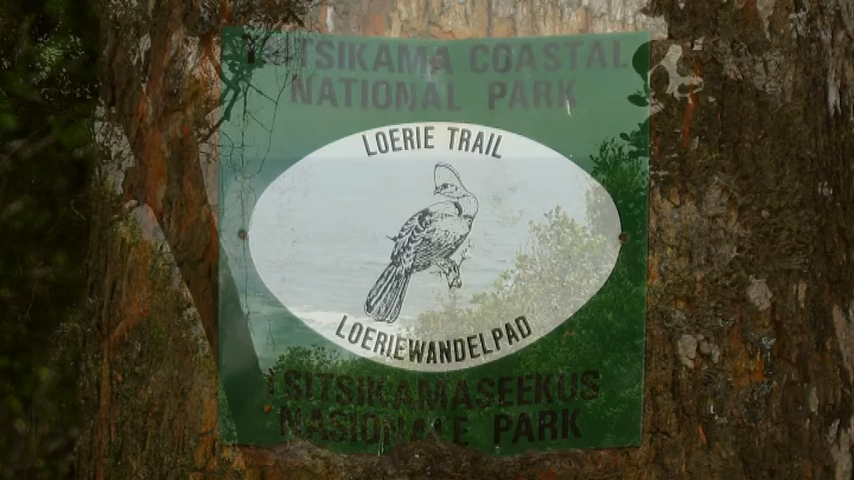 TSITSIKAMA COASTAL
NATIONAL PARK
LOERIE TRAIL
LOERIEWANDELPAD
TSITSIKAMASEEKUS
NASIONALE PARK